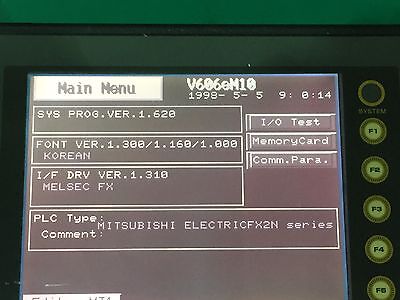 Main Menu
V606eM10
1998- 5- 5 9: 0:14
SYS PROG.VER.1.620
I/O Test
MemoryCard
Comm.Para.
FONT VER.1.300/1.160/1.000
KOREAN
I/F DRV VER.1.310
MELSEC FX
PLC Type:
MITSUBISHI ELECTRICFX2N series
Comment:
SYSTEM
F1
F2
F3
F4
F5